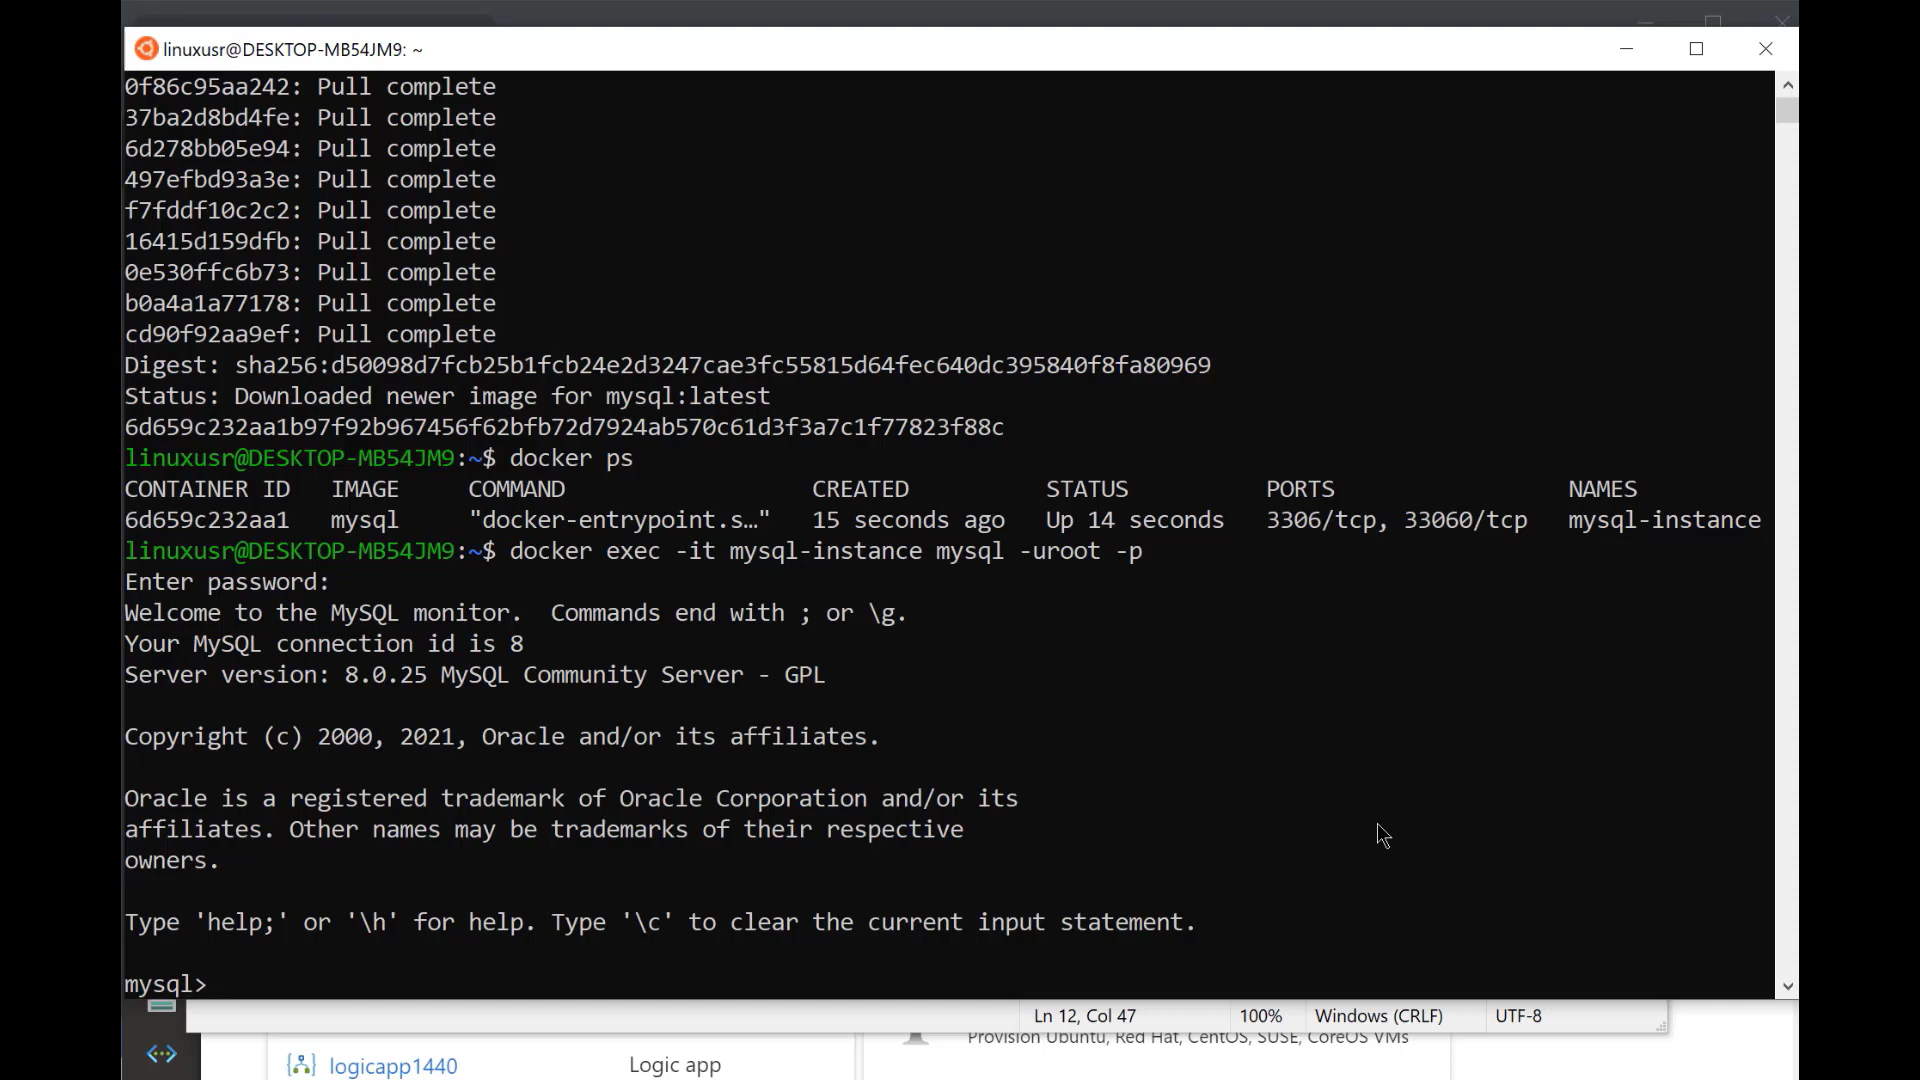 linuxusr@DESKTOP-MB54JM9: ~
0f86c95aa242: Pull complete
37ba2d8bd4fe: Pull complete
6d278bb05e94: Pull complete
497efbd93a3e: Pull complete
f7fddf10c2c2: Pull complete
16415d159dfb: Pull complete
0e530ffc6b73: Pull complete
b0a4a1a77178: Pull complete
cd90f92aa9ef: Pull complete
Digest: sha256:d50098d7fcb25b1fcb24e2d3247cae3fc55815d64fec640dc395840f8fa80969
Status: Downloaded newer image for mysql:latest
6d659c232aa1b97f92b967456f62bfb72d7924ab570c61d3f3a7c1f77823f88c
linuxusr@DESKTOP-MB54JM9:~$ docker ps
CONTAINER ID   IMAGE     COMMAND                  CREATED          STATUS          PORTS                 NAMES
6d659c232aa1   mysql     "docker-entrypoint.s…"   15 seconds ago   Up 14 seconds   3306/tcp, 33060/tcp   mysql-instance
linuxusr@DESKTOP-MB54JM9:~$ docker exec -it mysql-instance mysql -uroot -p
Enter password:
Welcome to the MySQL monitor.  Commands end with ; or \g.
Your MySQL connection id is 8
Server version: 8.0.25 MySQL Community Server - GPL
Copyright (c) 2000, 2021, Oracle and/or its affiliates.
Oracle is a registered trademark of Oracle Corporation and/or its
affiliates. Other names may be trademarks of their respective
owners.
Type 'help;' or '\h' for help. Type '\c' to clear the current input statement.
mysql>
Ln 12, Col 47   100%   Windows (CRLF)   UTF-8
Provision Ubuntu, Red Hat, CentOS, SUSE, CoreOS VMs
logicapp1440   Logic app